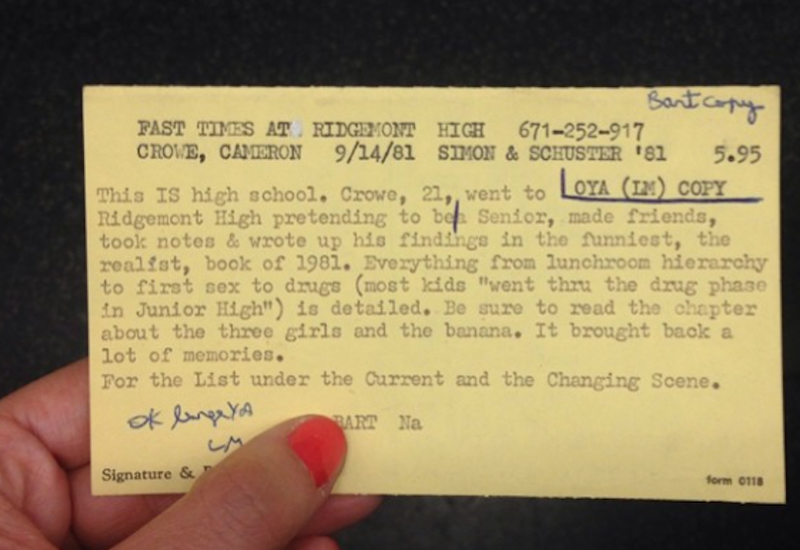 Bart copy
FAST TIMES AT RIDGEMONT HIGH 671-252-917
CROWE, CAMERON 9/14/81 SIMON & SCHUSTER '81 5.95
OYA (LM) COPY
This IS high school. Crowe, 21, went to
Ridgemont High pretending to be a Senior, made friends,
took notes & wrote up his findings in the funniest, the
realist, book of 1981. Everything from lunchroom hierarchy
to first sex to drugs (most kids "went thru the drug phase
in Junior High") is detailed. Be sure to read the chapter
about the three girls and the banana. It brought back a
lot of memories.
For the List under the Current and the Changing Scene.
OK large YA
LM
BART Na
Signature &
form 0118